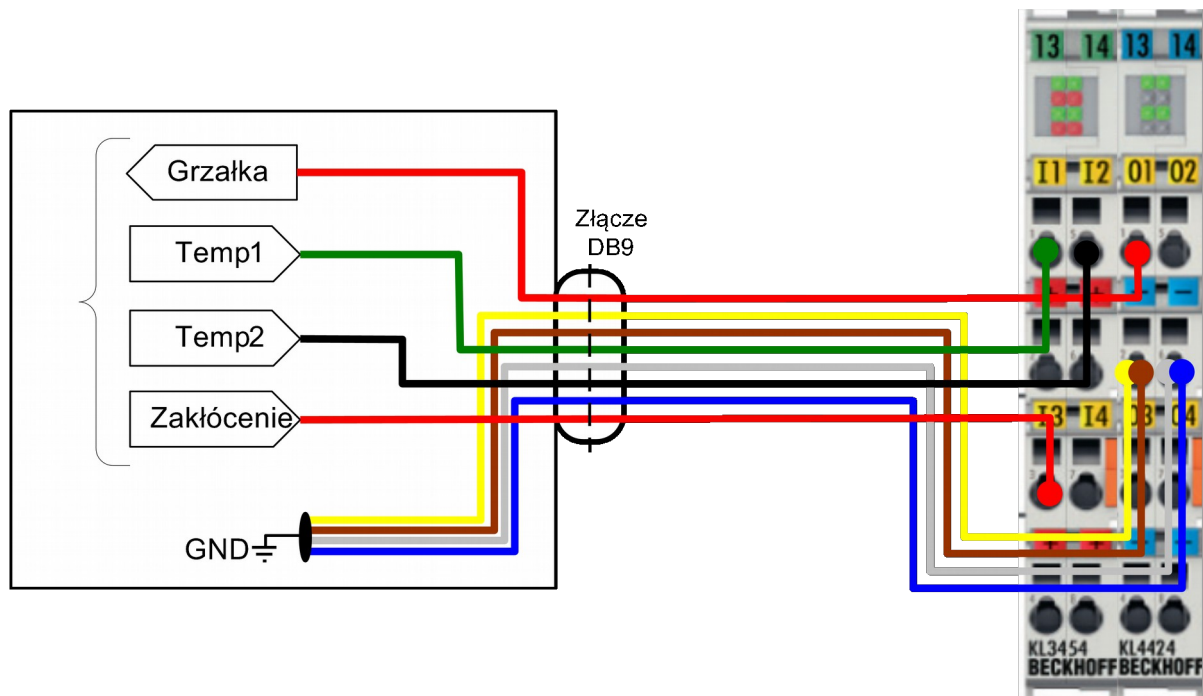 13 14 13 14
I1 I2 O1 O2
Grzałka
Złącze
DB9
Temp1
Temp2
Zakłócenie
I3 I4 O3 O4
GND
KL3454 KL4424
BECKHOFF BECKHOFF